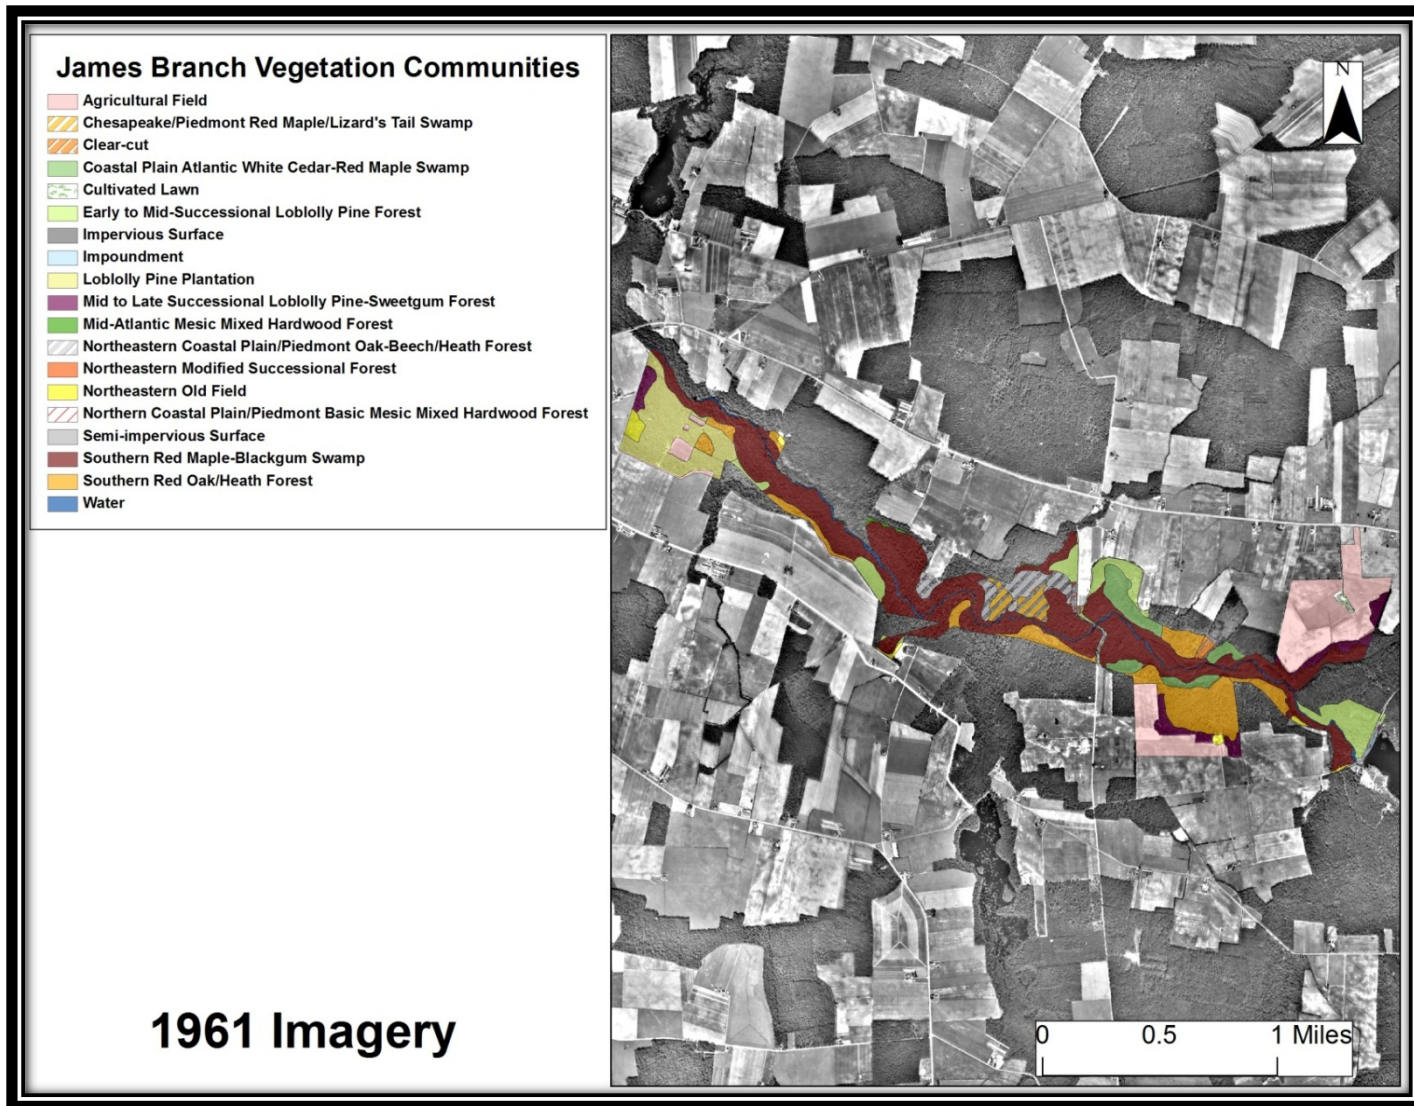 James Branch Vegetation Communities
Agricultural Field
Chesapeake/Piedmont Red Maple/Lizard's Tail Swamp
Clear-cut
Coastal Plain Atlantic White Cedar-Red Maple Swamp
Cultivated Lawn
Early to Mid-Successional Loblolly Pine Forest
Impervious Surface
Impoundment
Loblolly Pine Plantation
Mid to Late Successional Loblolly Pine-Sweetgum Forest
Mid-Atlantic Mesic Mixed Hardwood Forest
Northeastern Coastal Plain/Piedmont Oak-Beech/Heath Forest
Northeastern Modified Successional Forest
Northeastern Old Field
Northern Coastal Plain/Piedmont Basic Mesic Mixed Hardwood Forest
Semi-impervious Surface
Southern Red Maple-Blackgum Swamp
Southern Red Oak/Heath Forest
Water
N
1961 Imagery
0 0.5 1 Miles